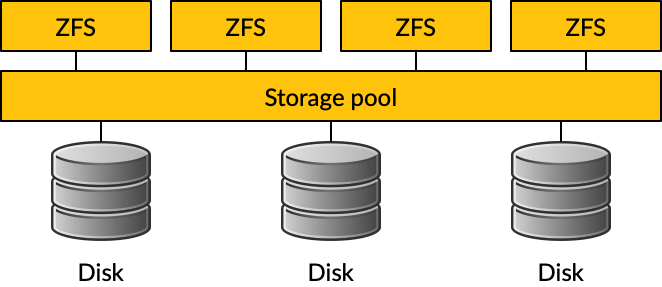 ZFS ZFS ZFS ZFS
Storage pool
Disk Disk Disk